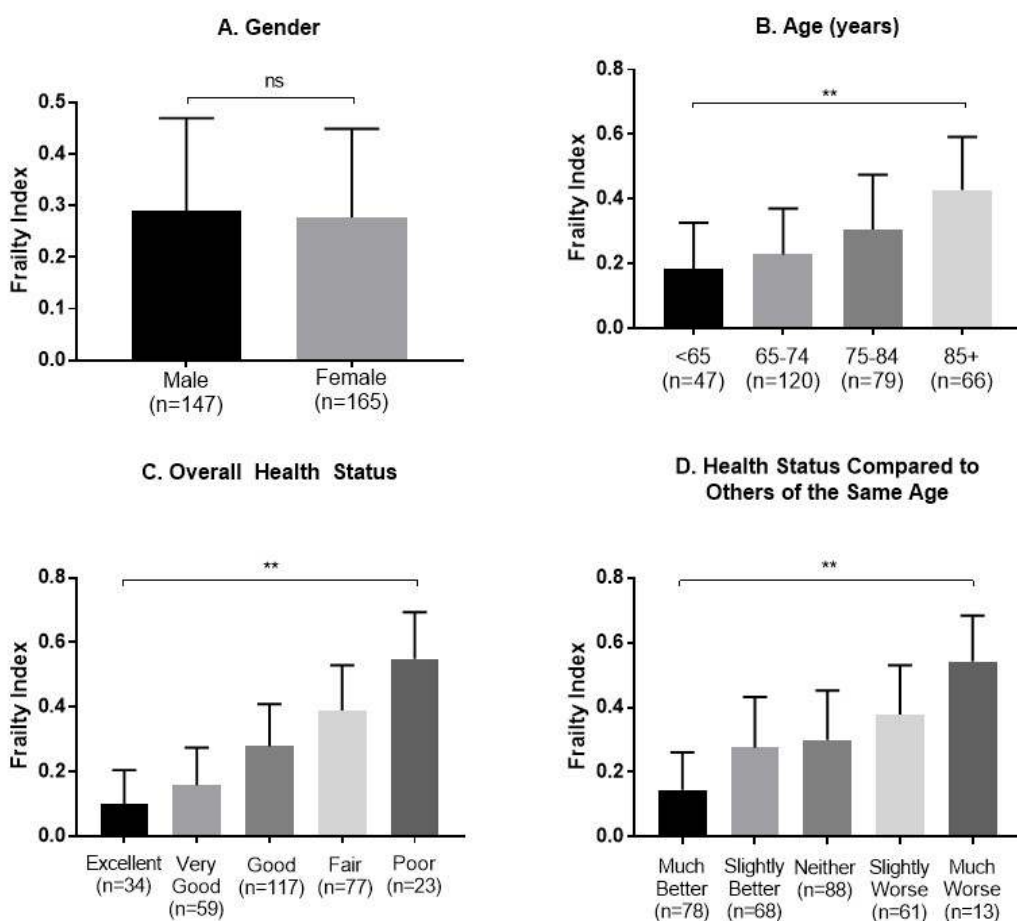 A. Gender
ns
0.5
0.4
0.3
0.2
0.1
0.0
Frailty Index
Male
(n=147)
Female
(n=165)
B. Age (years)
**
0.8
0.6
0.4
0.2
0.0
Frailty Index
<65
(n=47)
65-74
(n=120)
75-84
(n=79)
85+
(n=66)
C. Overall Health Status
**
0.8
0.6
0.4
0.2
0.0
Frailty Index
Excellent
(n=34)
Very
Good
(n=59)
Good
(n=117)
Fair
(n=77)
Poor
(n=23)
D. Health Status Compared to
Others of the Same Age
**
0.8
0.6
0.4
0.2
0.0
Frailty Index
Much
Better
(n=78)
Slightly
Better
(n=68)
Neither
(n=88)
Slightly
Worse
(n=61)
Much
Worse
(n=13)